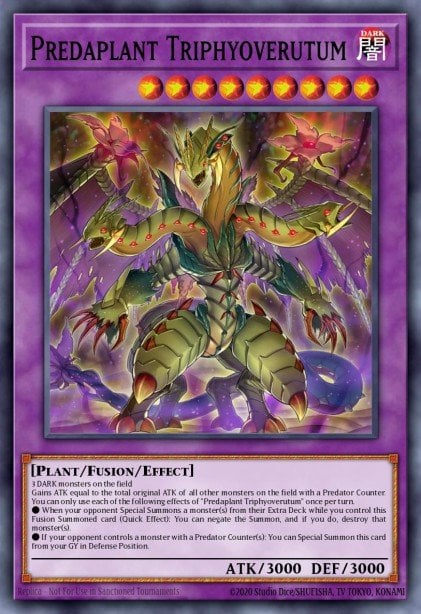 PREDAPLANT TRIPHYOVERUTUM
DARK
闇
[PLANT/FUSION/EFFECT]
3 DARK monsters on the field
Gains ATK equal to the total original ATK of all other monsters on the field with a Predator Counter.
You can only use each of the following effects of "Predaplant Triphyoverutum" once per turn.
● When your opponent Special Summons a monster(s) from their Extra Deck while you control this
Fusion Summoned card (Quick Effect): You can negate the Summon, and if you do, destroy that
monster(s).
● If your opponent controls a monster with a Predator Counter(s): You can Special Summon this card
from your GY in Defense Position.
ATK/3000 DEF/3000
Replica - Not For Use in Sanctioned Tournaments
©2020 Studio Dice/SHUEISHA, TV TOKYO, KONAMI